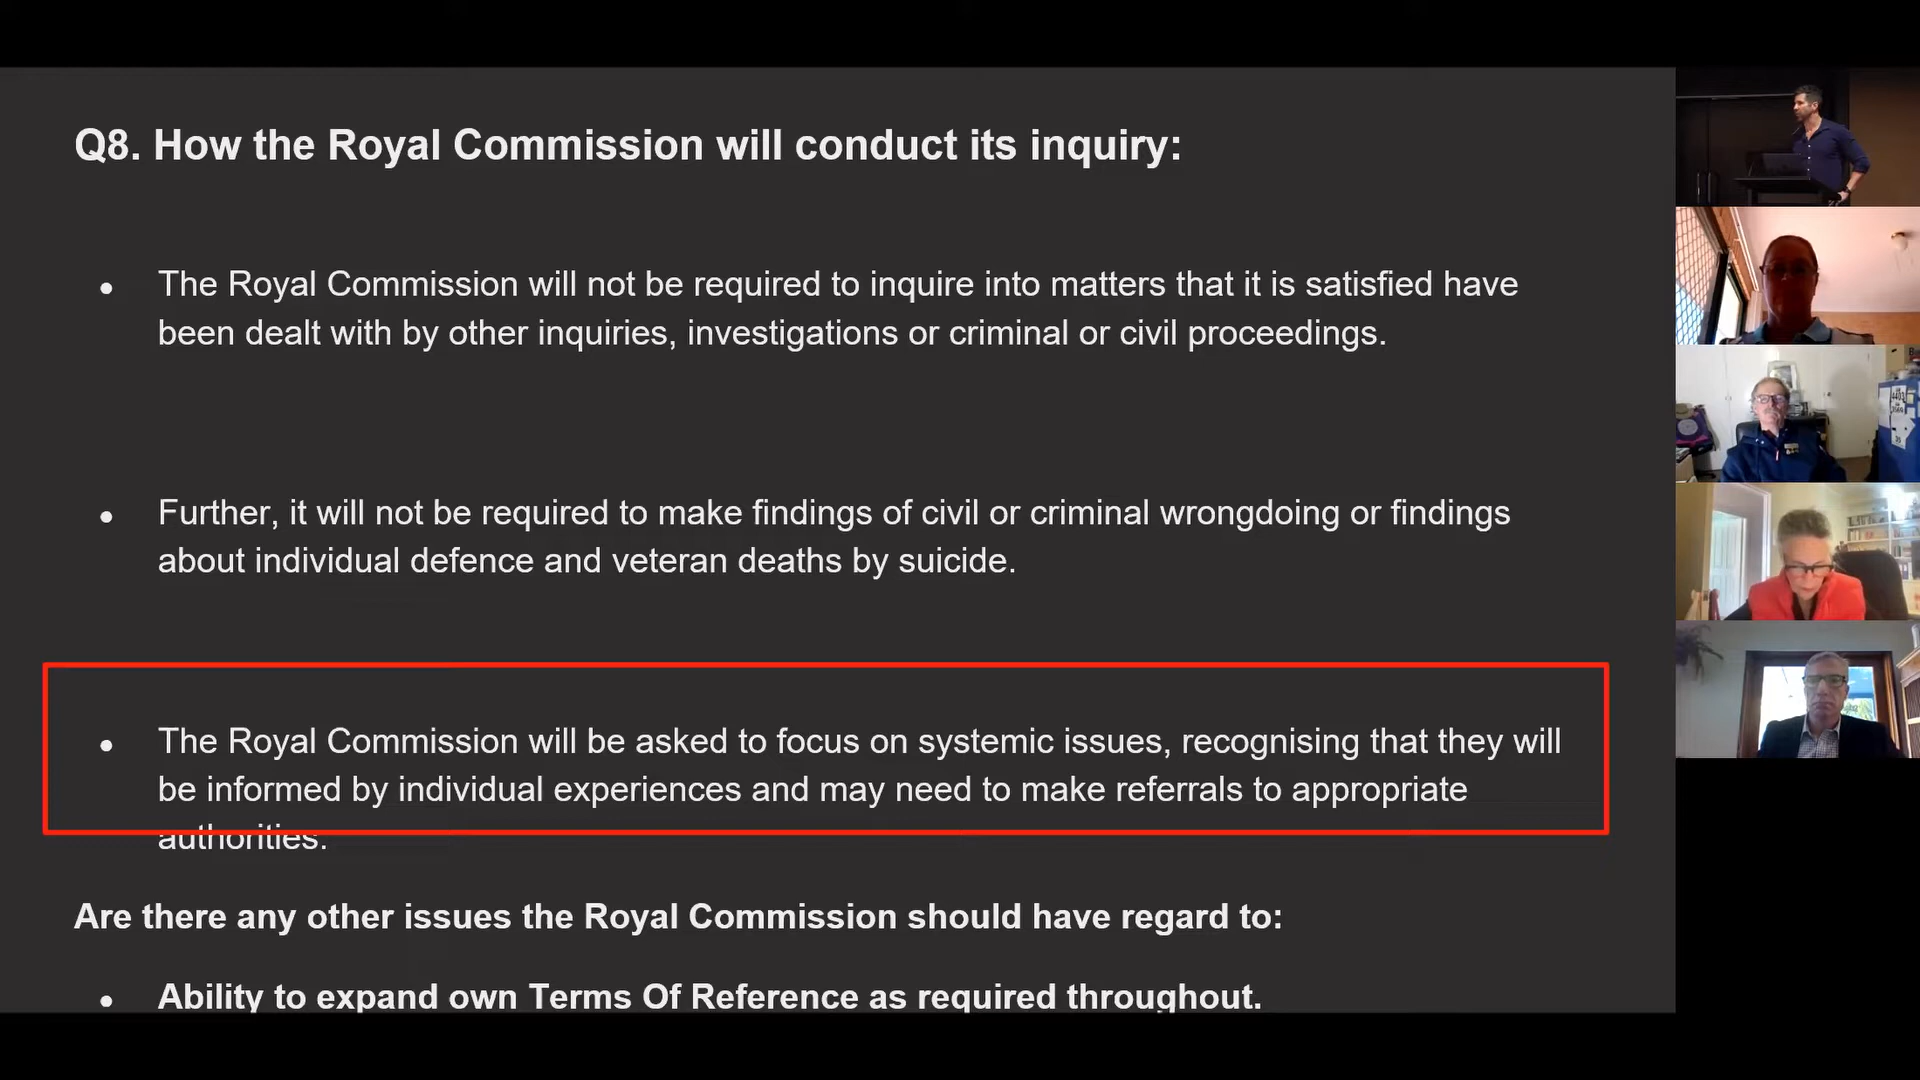 Q8. How the Royal Commission will conduct its inquiry:
● The Royal Commission will not be required to inquire into matters that it is satisfied have
been dealt with by other inquiries, investigations or criminal or civil proceedings.
● Further, it will not be required to make findings of civil or criminal wrongdoing or findings
about individual defence and veteran deaths by suicide.
● The Royal Commission will be asked to focus on systemic issues, recognising that they will
be informed by individual experiences and may need to make referrals to appropriate
authorities.
Are there any other issues the Royal Commission should have regard to:
● Ability to expand own Terms Of Reference as required throughout.